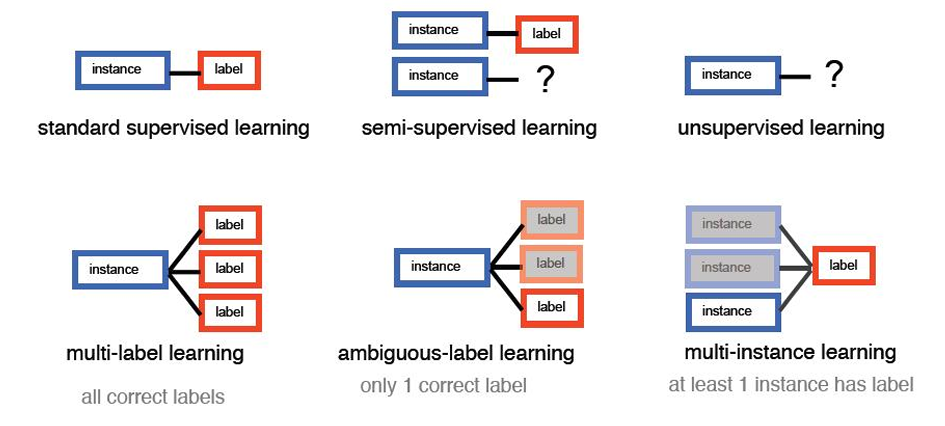 instance
label
instance
label
instance
?
instance
?
standard supervised learning
semi-supervised learning
unsupervised learning
instance
label
label
label
multi-label learning
all correct labels
instance
label
label
label
ambiguous-label learning
only 1 correct label
instance
instance
instance
label
multi-instance learning
at least 1 instance has label